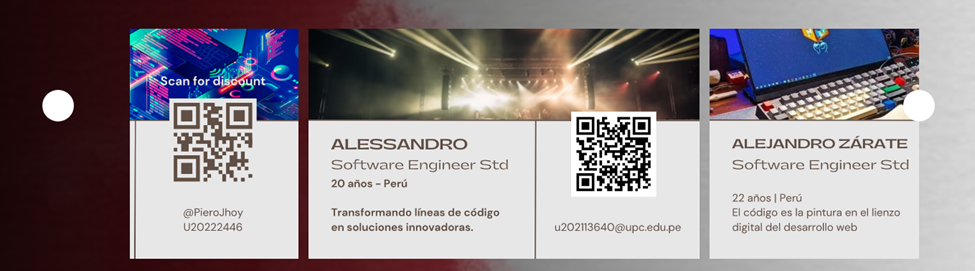 Scan for discount
@PieroJhoy
U20222446
ALESSANDRO
Software Engineer Std
20 años - Perú
Transformando líneas de código
en soluciones innovadoras.
u202113640@upc.edu.pe
ALEJANDRO ZÁRATE
Software Engineer Std
22 años | Perú
El código es la pintura en el lienzo
digital del desarrollo web